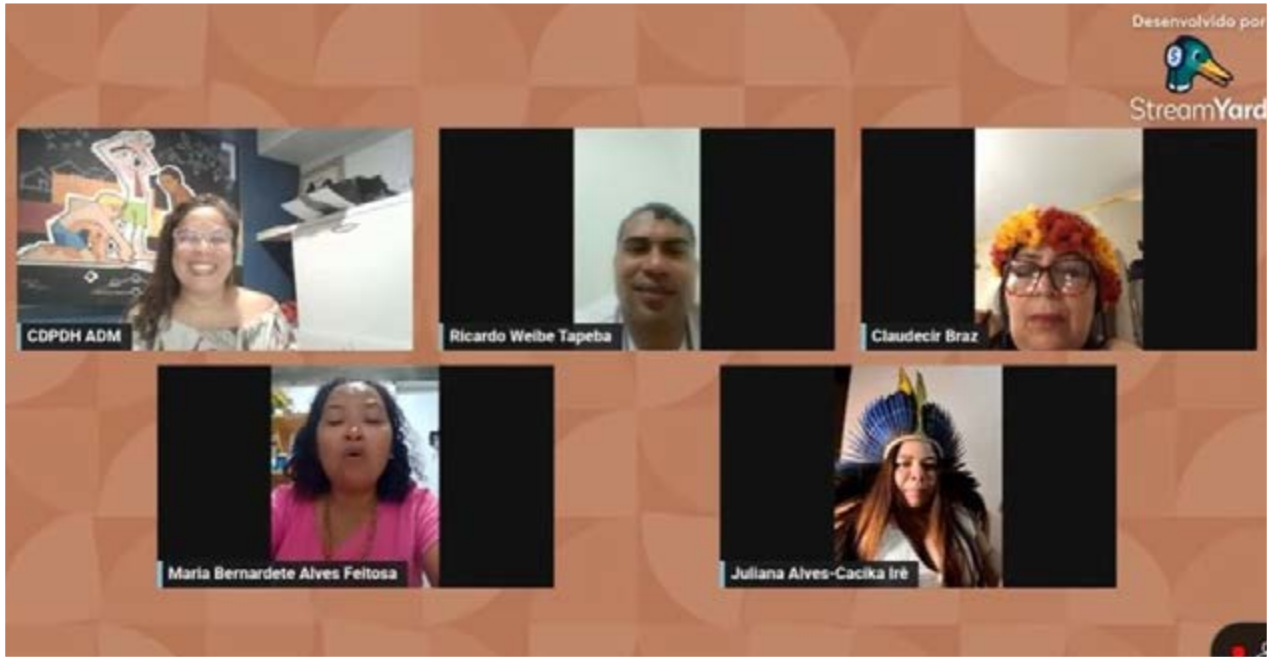 Desenvolvido por
StreamYard
CDPDH ADM
Ricardo Weibe Tapeba
Claudecir Braz
Maria Bernardete Alves Feitosa
Juliana Alves-Cacika Irê